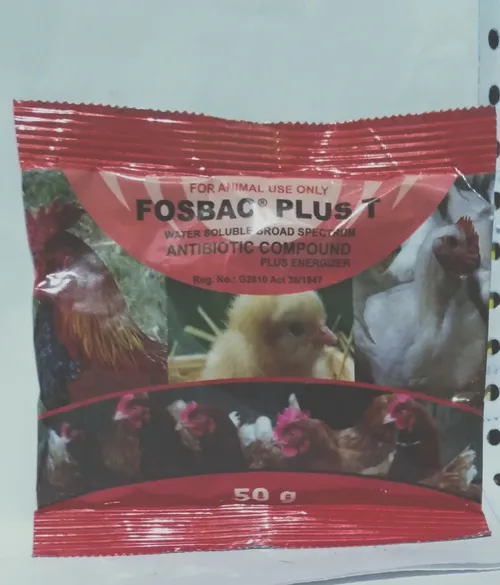 FOR ANIMAL USE ONLY
FOSBAC® PLUS T
WATER SOLUBLE BROAD SPECTRUM
ANTIBIOTIC COMPOUND
PLUS ENERGIZER
Reg. No.: G2810 Act 36/1947
50 g